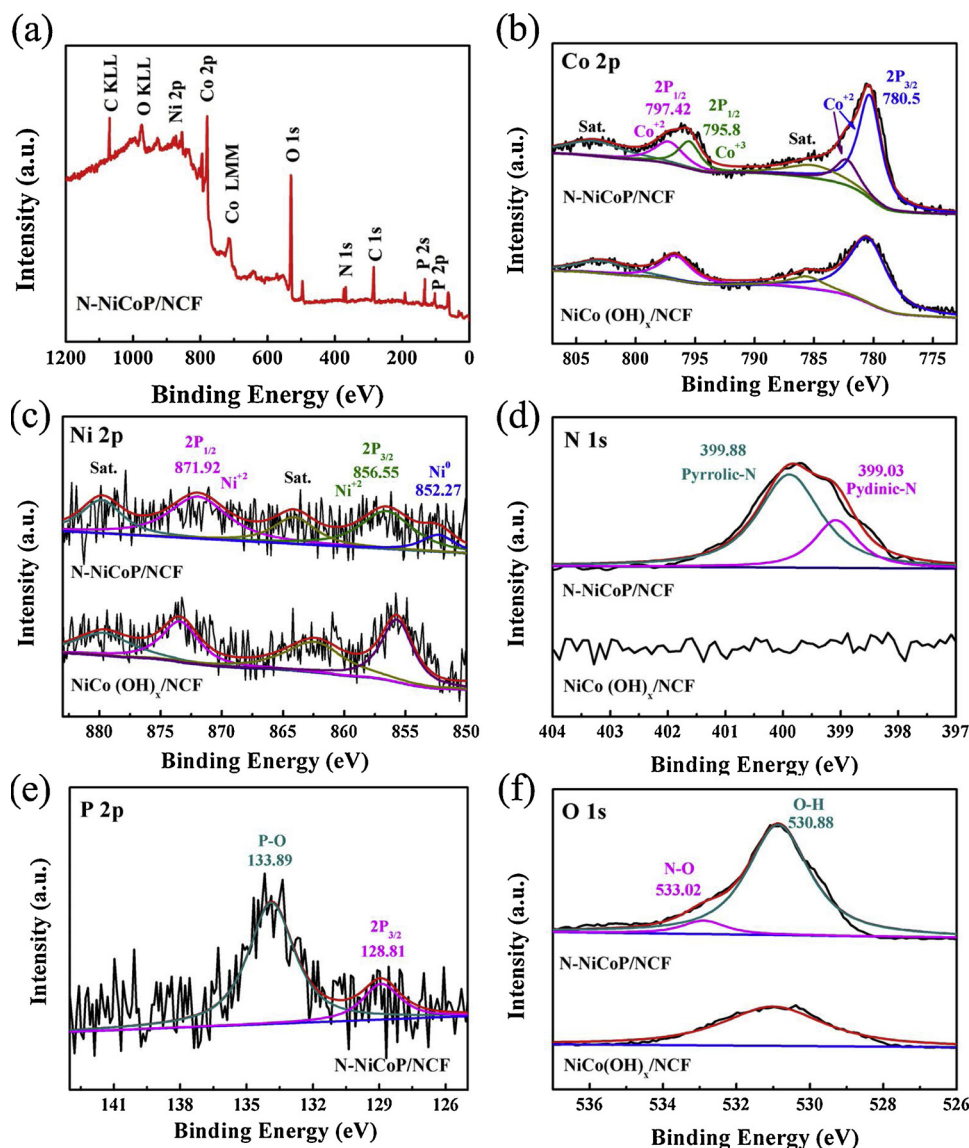 (a)
C KLL
O KLL
Ni 2p
Co 2p
Co LMM
O 1s
N 1s
C 1s
P 2s
P 2p
N-NiCoP/NCF
Intensity (a.u.)
1200 1000 800 600 400 200 0
Binding Energy (eV)
(b)
Co 2p
2P3/2
780.5
2P1/2
797.42
2P1/2
795.8
Co+2
Co+2
Co+3
Sat.
Sat.
N-NiCoP/NCF
NiCo (OH)x/NCF
Intensity (a.u.)
805 800 795 790 785 780 775
Binding Energy (eV)
(c)
Ni 2p
2P1/2
871.92
Ni+2
Sat.
Sat.
2P3/2
856.55
Ni+2
Ni0
852.27
N-NiCoP/NCF
NiCo (OH)x/NCF
Intensity (a.u.)
880 875 870 865 860 855 850
Binding Energy (eV)
(d)
N 1s
399.88
Pyrrolic-N
399.03
Pydinic-N
N-NiCoP/NCF
NiCo (OH)x/NCF
Intensity (a.u.)
404 403 402 401 400 399 398 397
Binding Energy (eV)
(e)
P 2p
P-O
133.89
2P3/2
128.81
N-NiCoP/NCF
Intensity (a.u.)
141 138 135 132 129 126
Binding Energy (eV)
(f)
O 1s
O-H
530.88
N-O
533.02
N-NiCoP/NCF
NiCo(OH)x/NCF
Intensity (a.u.)
536 534 532 530 528 526
Binding Energy (eV)